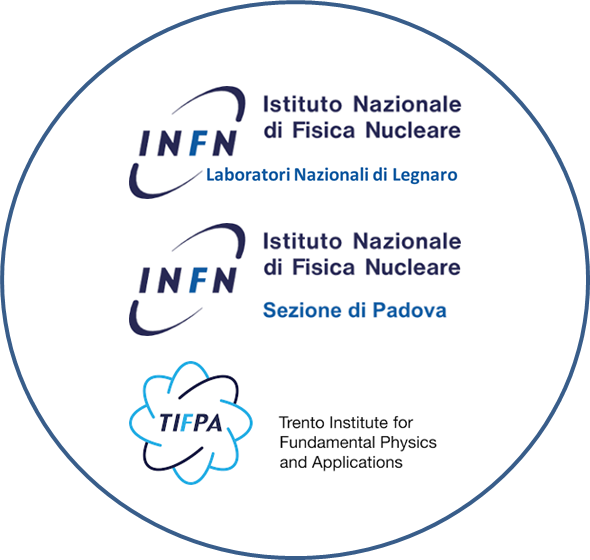 INFN
Istituto Nazionale
di Fisica Nucleare
Laboratori Nazionali di Legnaro
INFN
Istituto Nazionale
di Fisica Nucleare
Sezione di Padova
TIFPA
Trento Institute for
Fundamental Physics
and Applications